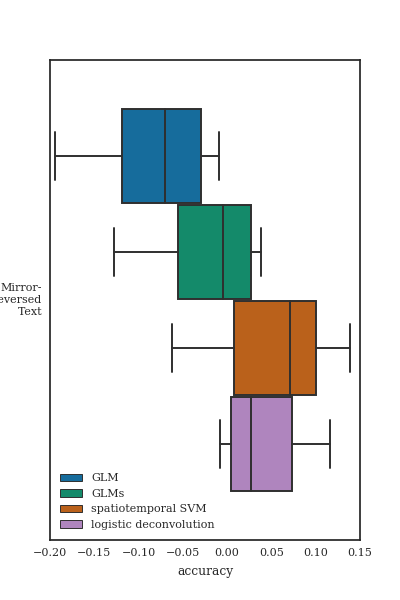 Mirror-
eversed
Text
GLM
GLMs
spatiotemporal SVM
logistic deconvolution
−0.20 −0.15 −0.10 −0.05 0.00 0.05 0.10 0.15
accuracy